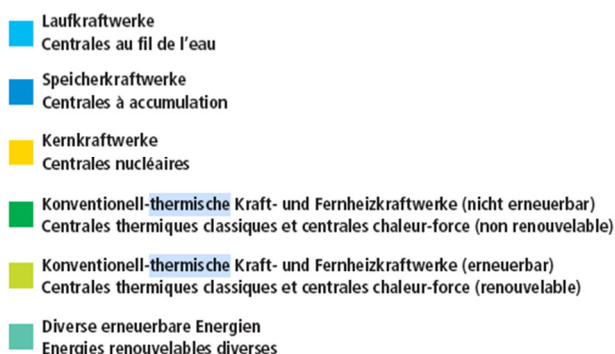 Laufkraftwerke
Centrales au fil de l’eau
Speicherkraftwerke
Centrales à accumulation
Kernkraftwerke
Centrales nucléaires
Konventionell-thermische Kraft- und Fernheizkraftwerke (nicht erneuerbar)
Centrales thermiques classiques et centrales chaleur-force (non renouvelable)
Konventionell-thermische Kraft- und Fernheizkraftwerke (erneuerbar)
Centrales thermiques classiques et centrales chaleur-force (renouvelable)
Diverse erneuerbare Energien
Energies renouvelables diverses